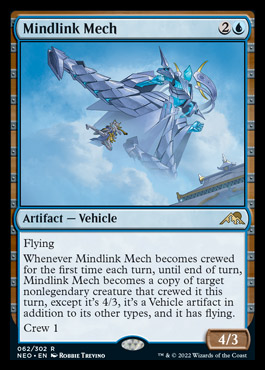 Mindlink Mech 2
Artifact — Vehicle
Flying
Whenever Mindlink Mech becomes crewed
for the first time each turn, until end of turn,
Mindlink Mech becomes a copy of target
nonlegendary creature that crewed it this
turn, except it's 4/3, it's a Vehicle artifact in
addition to its other types, and it has flying.
Crew 1
4/3
062/302 R
NEO • EN Robbie Trevino ™ & © 2022 Wizards of the Coast